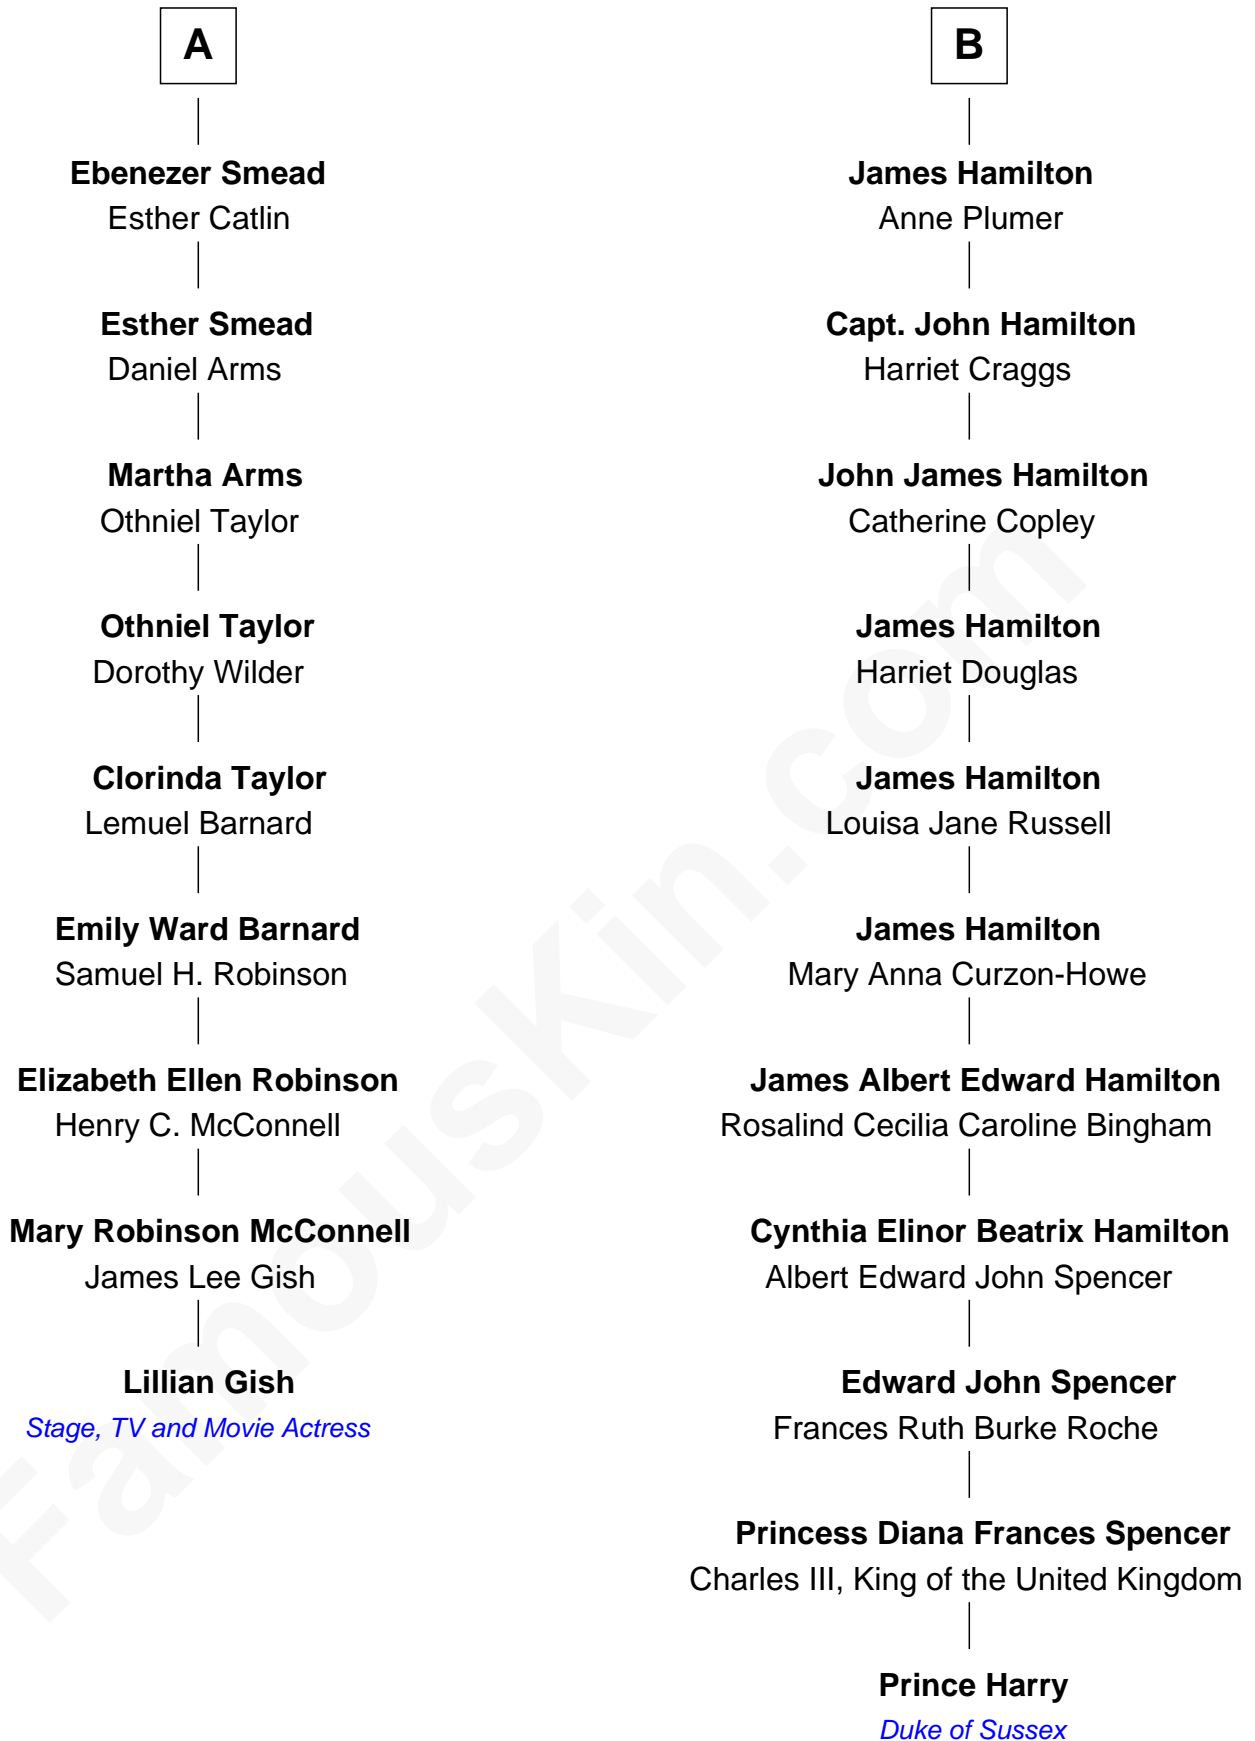 A
Ebenezer Smead
Esther Catlin
Esther Smead
Daniel Arms
Martha Arms
Othniel Taylor
Othniel Taylor
Dorothy Wilder
Clorinda Taylor
Lemuel Barnard
Emily Ward Barnard
Samuel H. Robinson
Elizabeth Ellen Robinson
Henry C. McConnell
Mary Robinson McConnell
James Lee Gish
Lillian Gish
Stage, TV and Movie Actress
B
James Hamilton
Anne Plumer
Capt. John Hamilton
Harriet Craggs
John James Hamilton
Catherine Copley
James Hamilton
Harriet Douglas
James Hamilton
Louisa Jane Russell
James Hamilton
Mary Anna Curzon-Howe
James Albert Edward Hamilton
Rosalind Cecilia Caroline Bingham
Cynthia Elinor Beatrix Hamilton
Albert Edward John Spencer
Edward John Spencer
Frances Ruth Burke Roche
Princess Diana Frances Spencer
Charles III, King of the United Kingdom
Prince Harry
Duke of Sussex
FamousKin.com